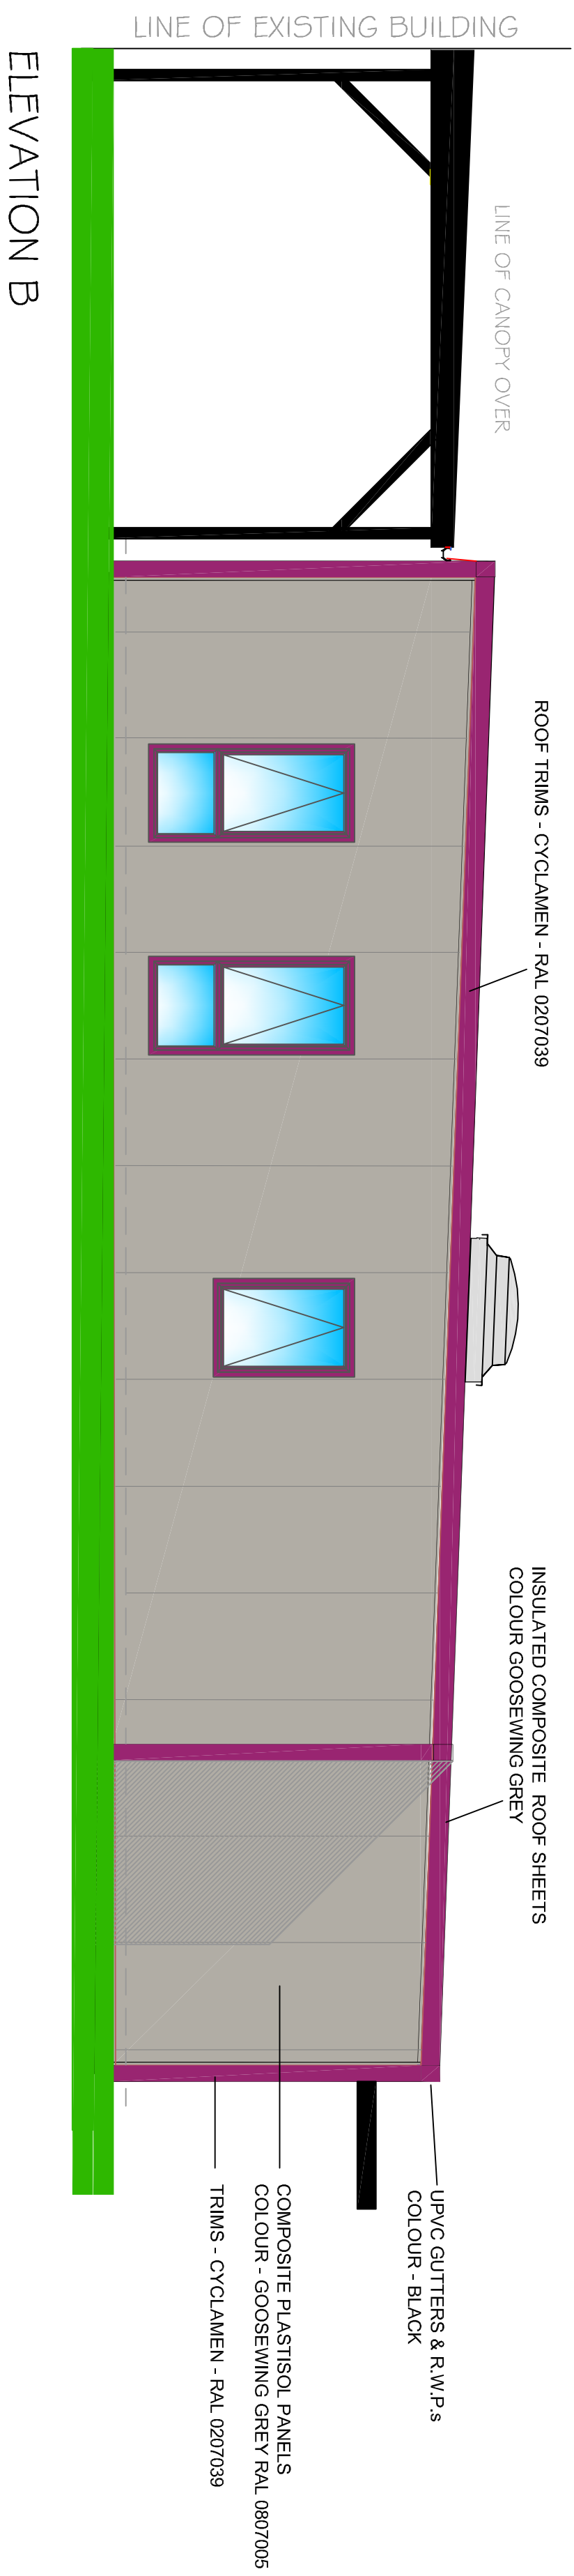 LINE OF EXISTING BUILDING
LINE OF CANOPY OVER
ROOF TRIMS - CYCLAMEN - RAL 0207039
INSULATED COMPOSITE ROOF SHEETS
COLOUR GOOSEWING GREY
UPVC GUTTERS & R.W.P.s
COLOUR - BLACK
COMPOSITE PLASTISOL PANELS
COLOUR - GOOSEWING GREY RAL 0807005
TRIMS - CYCLAMEN - RAL 0207039
ELEVATION B